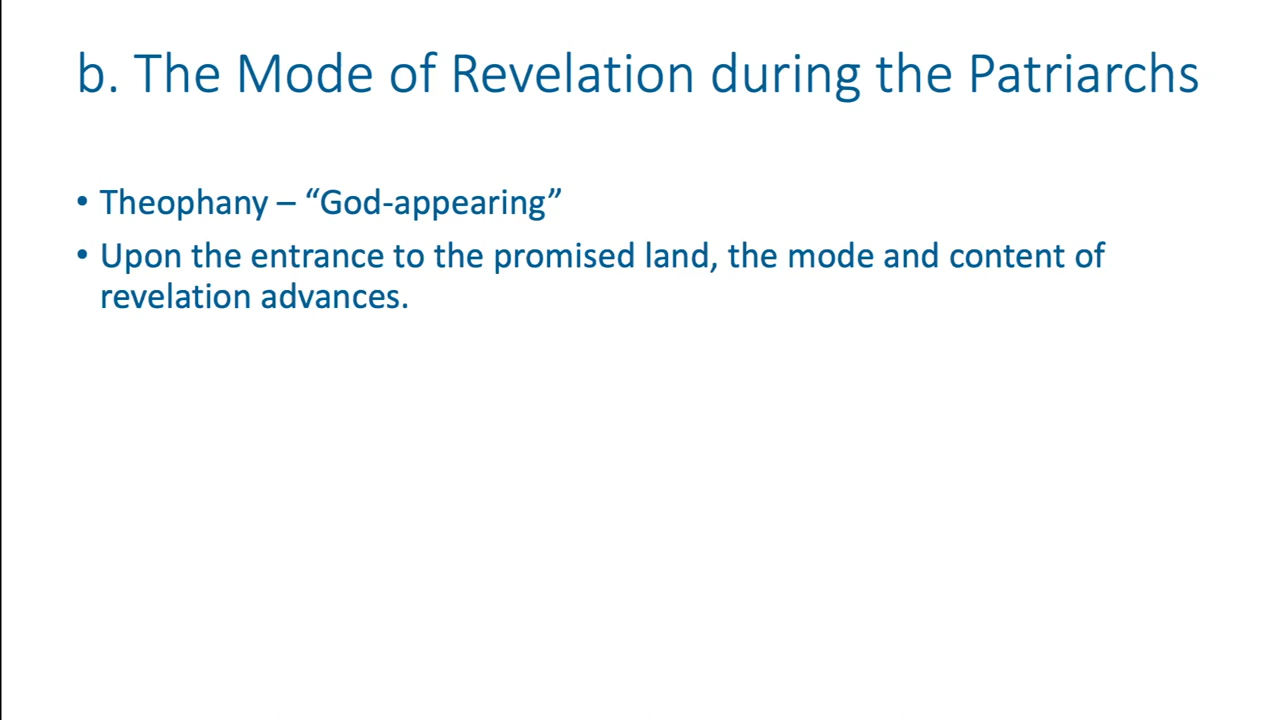 b. The Mode of Revelation during the Patriarchs
• Theophany – “God-appearing”
• Upon the entrance to the promised land, the mode and content of
revelation advances.